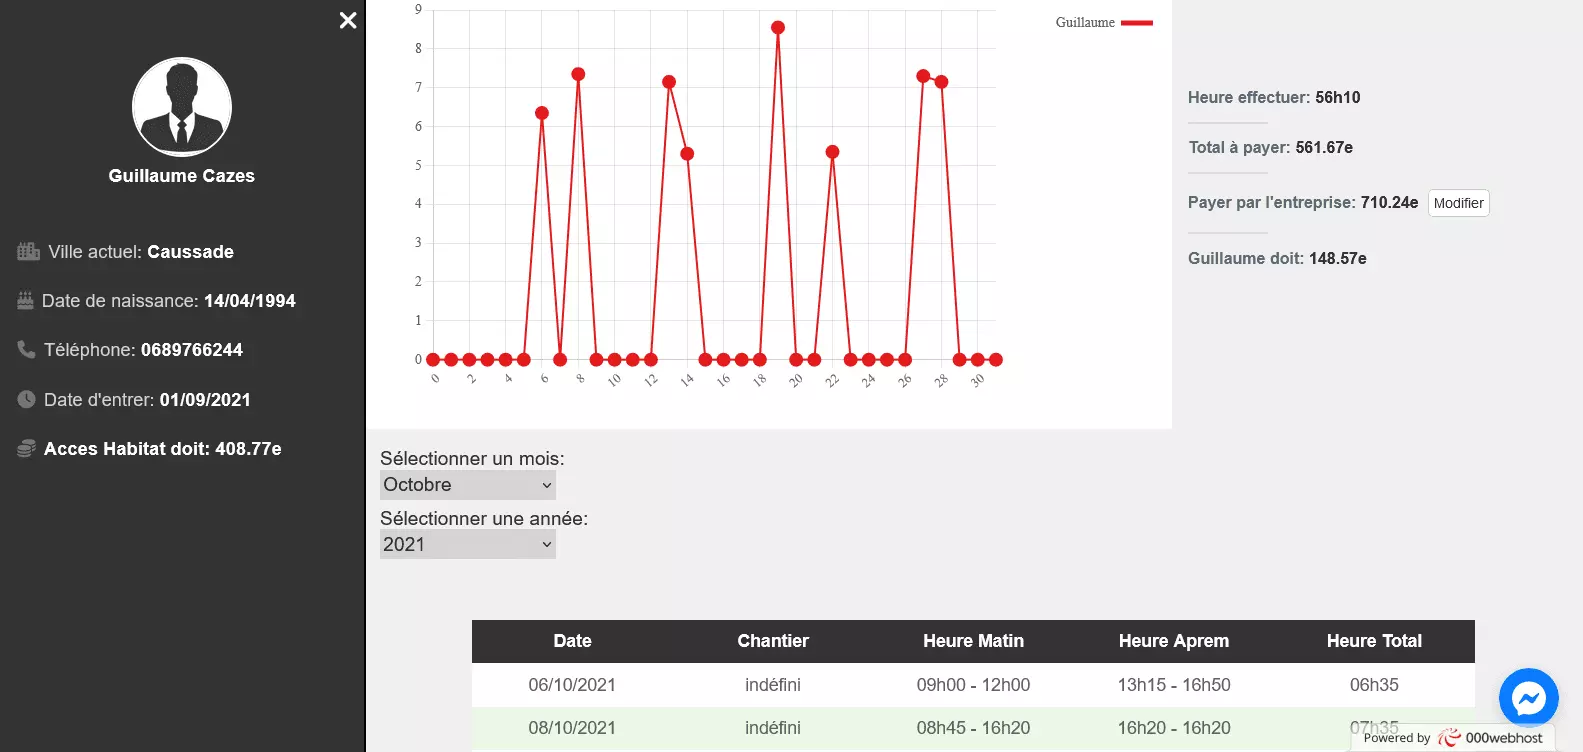 Guillaume Cazes
Ville actuel: Caussade
Date de naissance: 14/04/1994
Téléphone: 0689766244
Date d'entrer: 01/09/2021
Acces Habitat doit: 408.77e
Guillaume
9
8
7
6
5
4
3
2
1
0
0 2 4 6 8 10 12 14 16 18 20 22 24 26 28 30
Heure effectuer: 56h10
Total à payer: 561.67e
Payer par l'entreprise: 710.24e Modifier
Guillaume doit: 148.57e
Sélectionner un mois:
Octobre
Sélectionner une année:
2021
Date Chantier Heure Matin Heure Aprem Heure Total
06/10/2021 indéfini 09h00 - 12h00 13h15 - 16h50 06h35
08/10/2021 indéfini 08h45 - 16h20 16h20 - 16h20 07h35
Powered by 000webhost